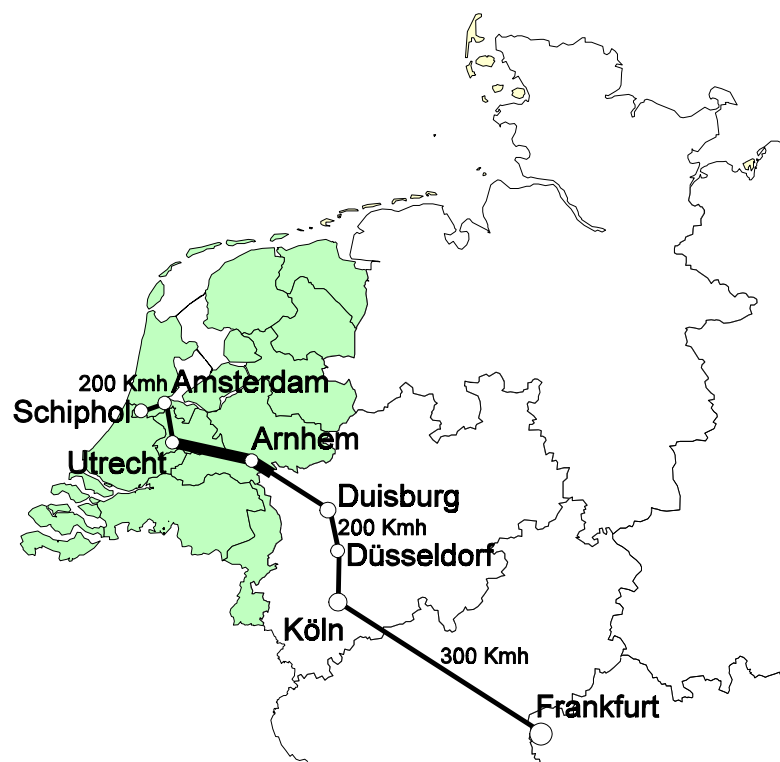 200 Kmh
Amsterdam
Schiphol
Arnhem
Utrecht
Duisburg
200 Kmh
Düsseldorf
Köln
300 Kmh
Frankfurt